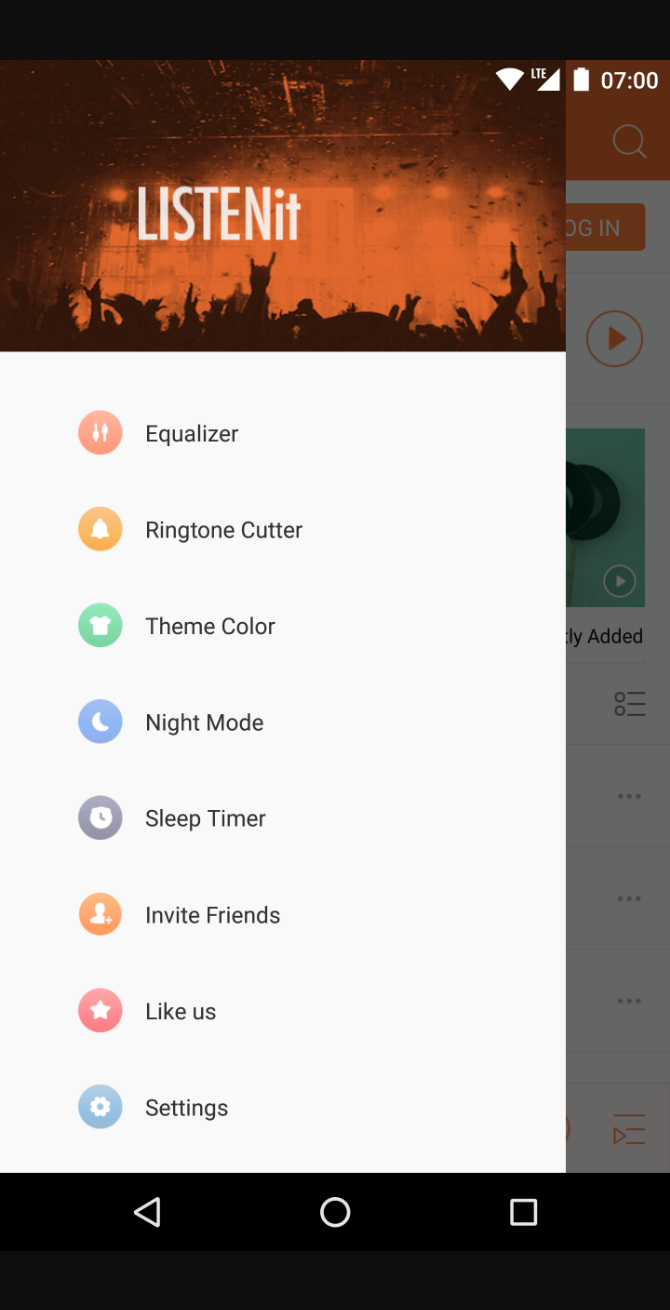 LTE 07:00
LISTENit
OG IN
Equalizer
Ringtone Cutter
Theme Color
tly Added
Night Mode
Sleep Timer
Invite Friends
Like us
Settings